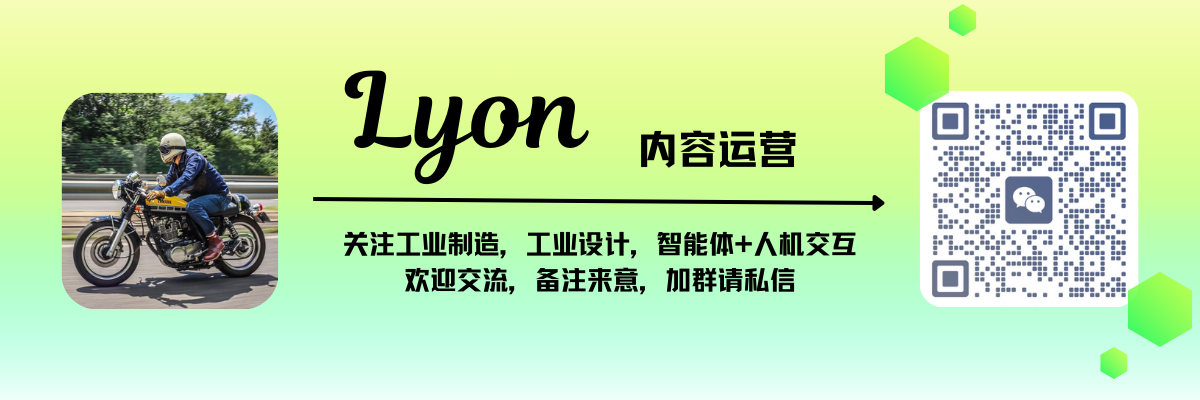 Lyon
内容运营
关注工业制造，工业设计，智能体+人机交互
欢迎交流，备注来意，加群请私信